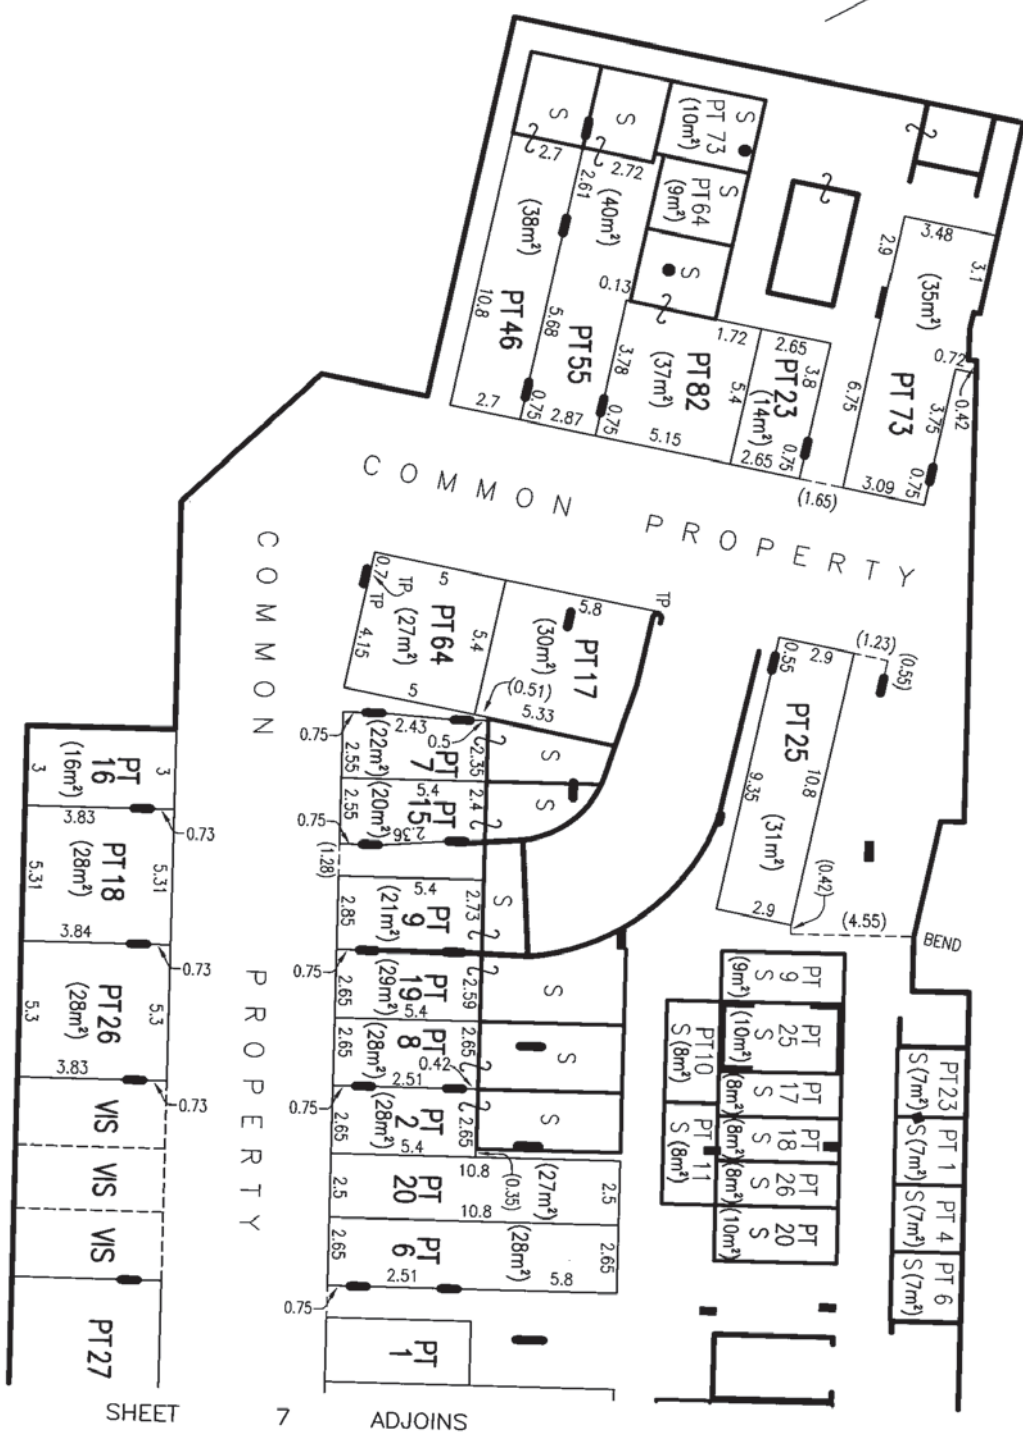 S
S
S
PT 73
(10m²)
2.7
2.61
2.72
(40m²)
(38m²)
S
PT64
(9m²)
S
0.13
10.8
PT46
5.68
PT55
3.78
(37m²)
PT82
1.72
5.4
2.65
3.8
PT23
(14m²)
0.75
2.9
3.48
3.1
(35m²)
0.72
0.42
6.75
PT73
3.75
0.75
2.7
0.75
2.87
0.75
5.15
2.65
(1.65)
3.09
COMMON PROPERTY
COMMON PROPERTY
0.7
TP
TP
5
(27m²)
PT64
4.15
5.4
5
5.8
TP
(30m²)
PT17
(0.51)
5.33
0.75
2.43
0.5
(22m²)
PT
7
2.55
2.35
S
5.4
(20m²)
PT
15
2.55
2.4
S
0.75
2.36
(1.28)
5.4
PT
9
(21m²)
2.85
2.73
S
0.75
PT
19
(29m²)
2.65
2.59
S
5.4
PT
8
(28m²)
2.65
2.65
S
0.42
0.75
2.51
PT
2
(28m²)
2.65
2.65
S
5.4
(0.35)
10.8
PT
20
(27m²)
2.5
2.5
10.8
PT
6
(28m²)
2.65
2.65
2.51
5.8
0.75
PT
1
3
PT
16
(16m²)
3
3.83
0.73
5.31
PT18
(28m²)
5.31
3.84
0.73
5.3
PT26
(28m²)
5.3
3.83
0.73
VIS
VIS
VIS
PT27
0.55
2.9
(1.23)
(0.55)
PT25
9.35
10.8
(31m²)
(0.42)
2.9
(4.55)
BEND
PT
9
S
(9m²)
PT
25
S
(10m²)
PT
17
S
(8m²)
PT
18
S
(8m²)
PT
26
S
(8m²)
PT
20
S
(10m²)
PT10
S (8m²)
PT 11
S (8m²)
PT23
S (7m²)
PT 1
S (7m²)
PT 4
S (7m²)
PT 6
S (7m²)
SHEET 7 ADJOINS